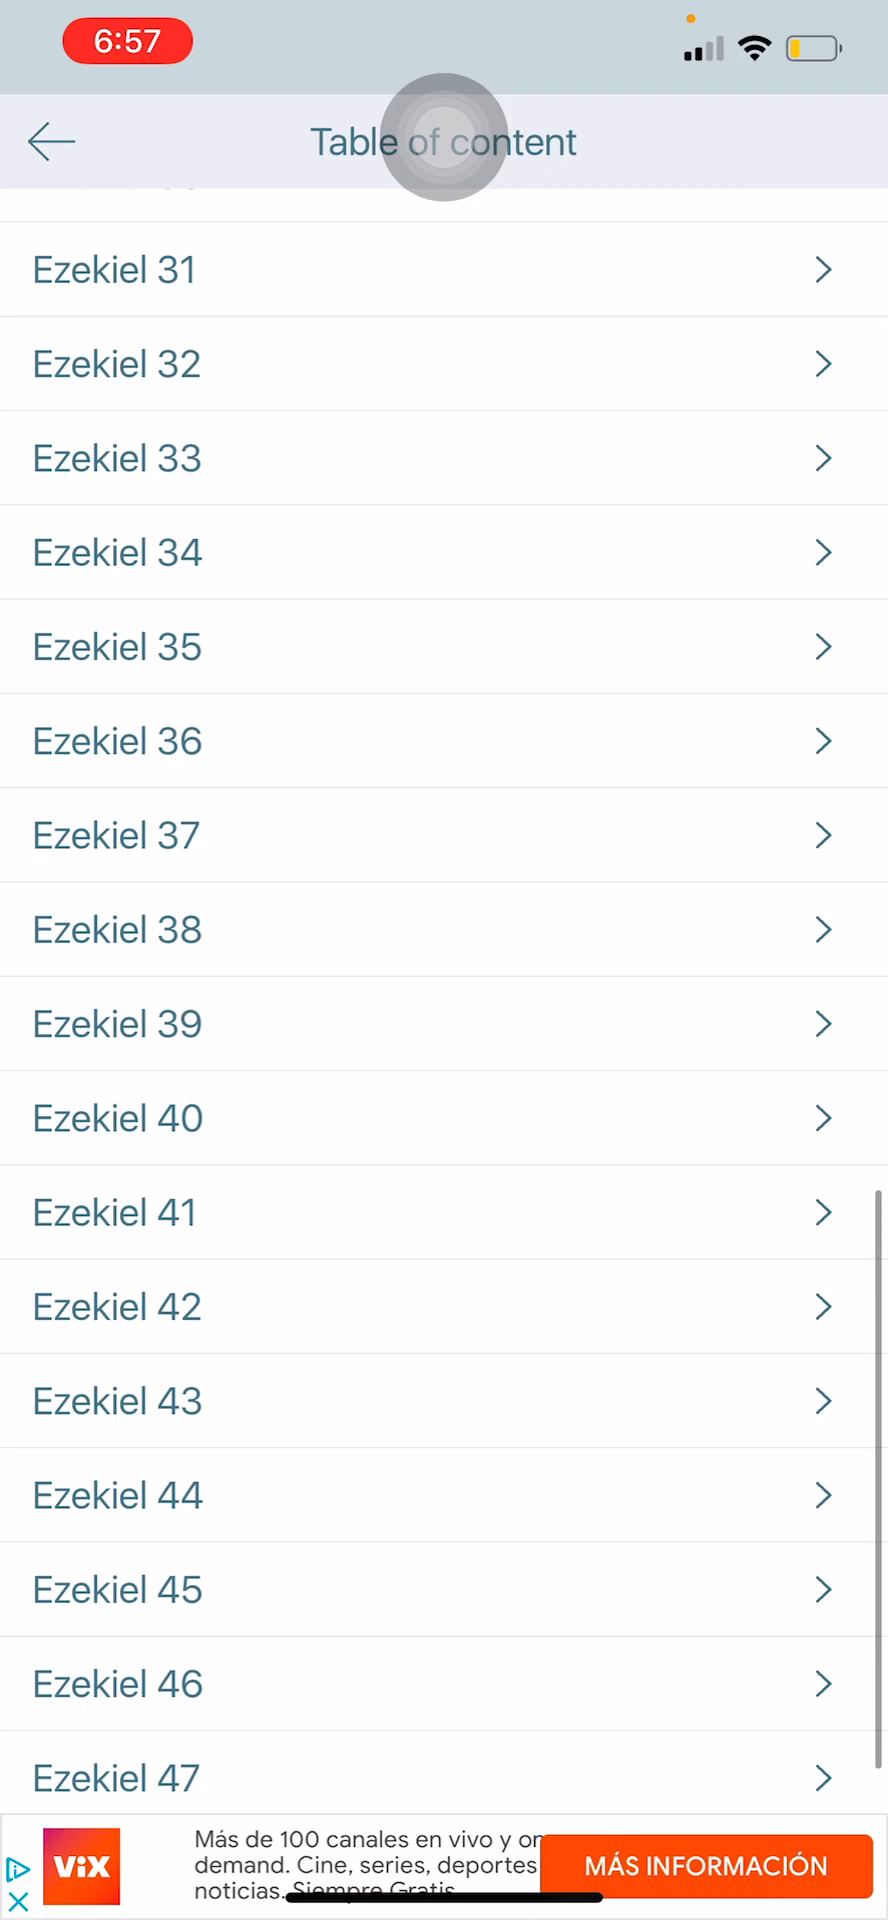 6:57
Table of content
Ezekiel 31
Ezekiel 32
Ezekiel 33
Ezekiel 34
Ezekiel 35
Ezekiel 36
Ezekiel 37
Ezekiel 38
Ezekiel 39
Ezekiel 40
Ezekiel 41
Ezekiel 42
Ezekiel 43
Ezekiel 44
Ezekiel 45
Ezekiel 46
Ezekiel 47
ViX
Más de 100 canales en vivo y on
demand. Cine, series, deportes
noticias. Siempre Gratis
MÁS INFORMACIÓN